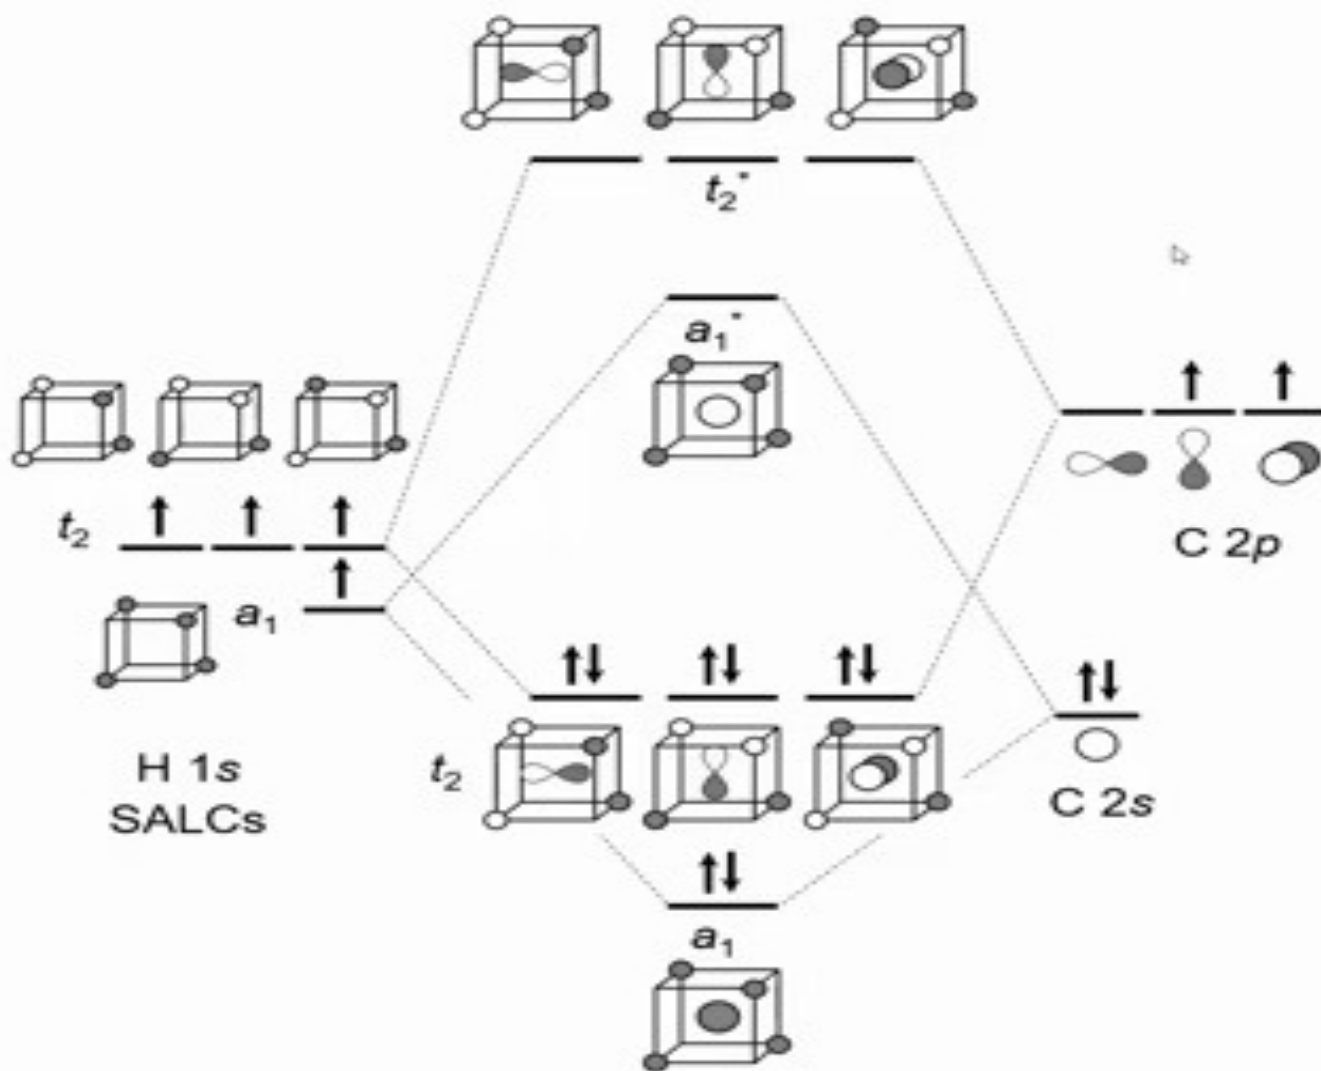 t₂*
a₁*
t₂
C 2p
a₁
t₂
H 1s
SALCs
C 2s
a₁